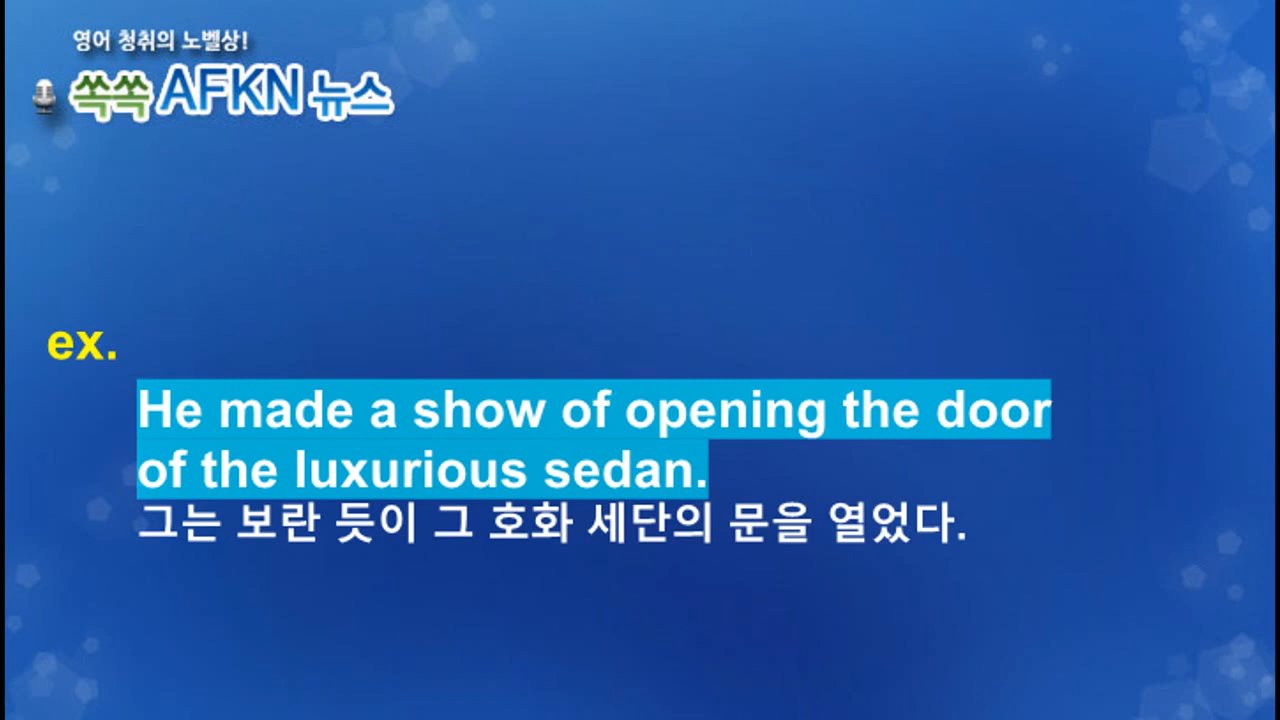 영어 청취의 노벨상!
쏙쏙 AFKN 뉴스
ex.
He made a show of opening the door
of the luxurious sedan.
그는 보란 듯이 그 호화 세단의 문을 열었다.